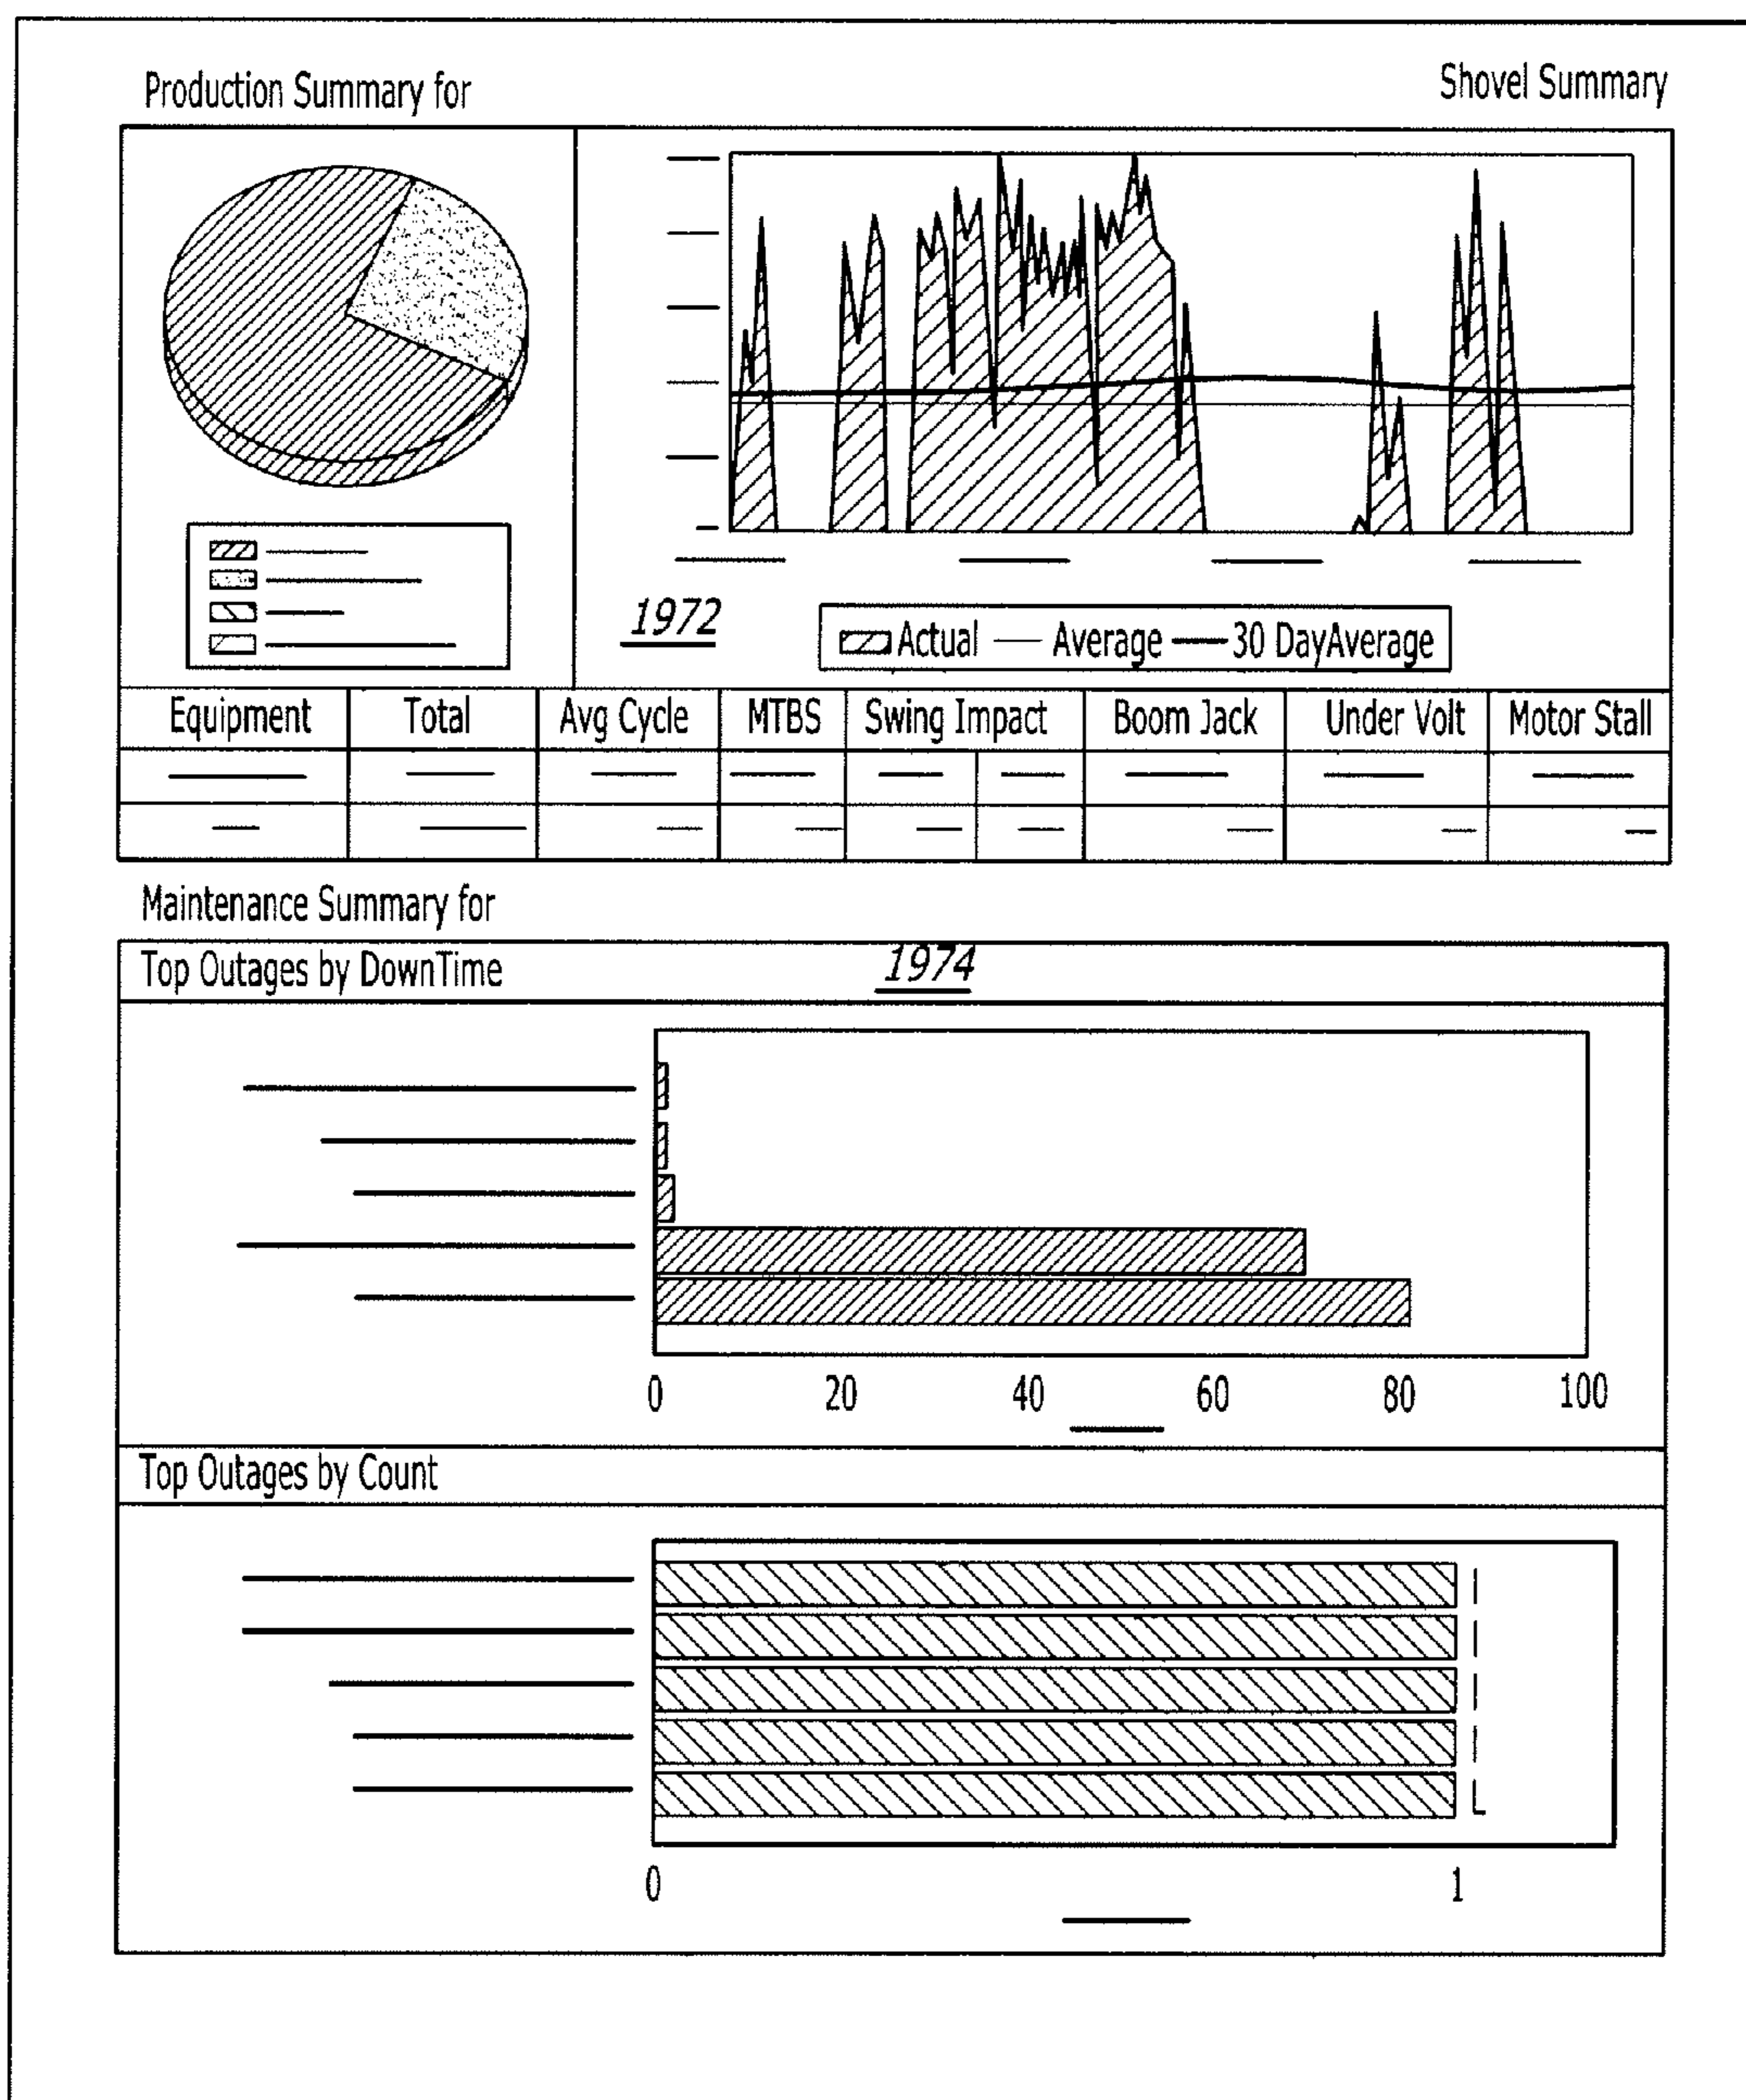 Production Summary for
Shovel Summary
1972
Actual Average 30 DayAverage
Equipment Total Avg Cycle MTBS Swing Impact Boom Jack Under Volt Motor Stall
Maintenance Summary for
Top Outages by DownTime
1974
0 20 40 60 80 100
Top Outages by Count
0 1